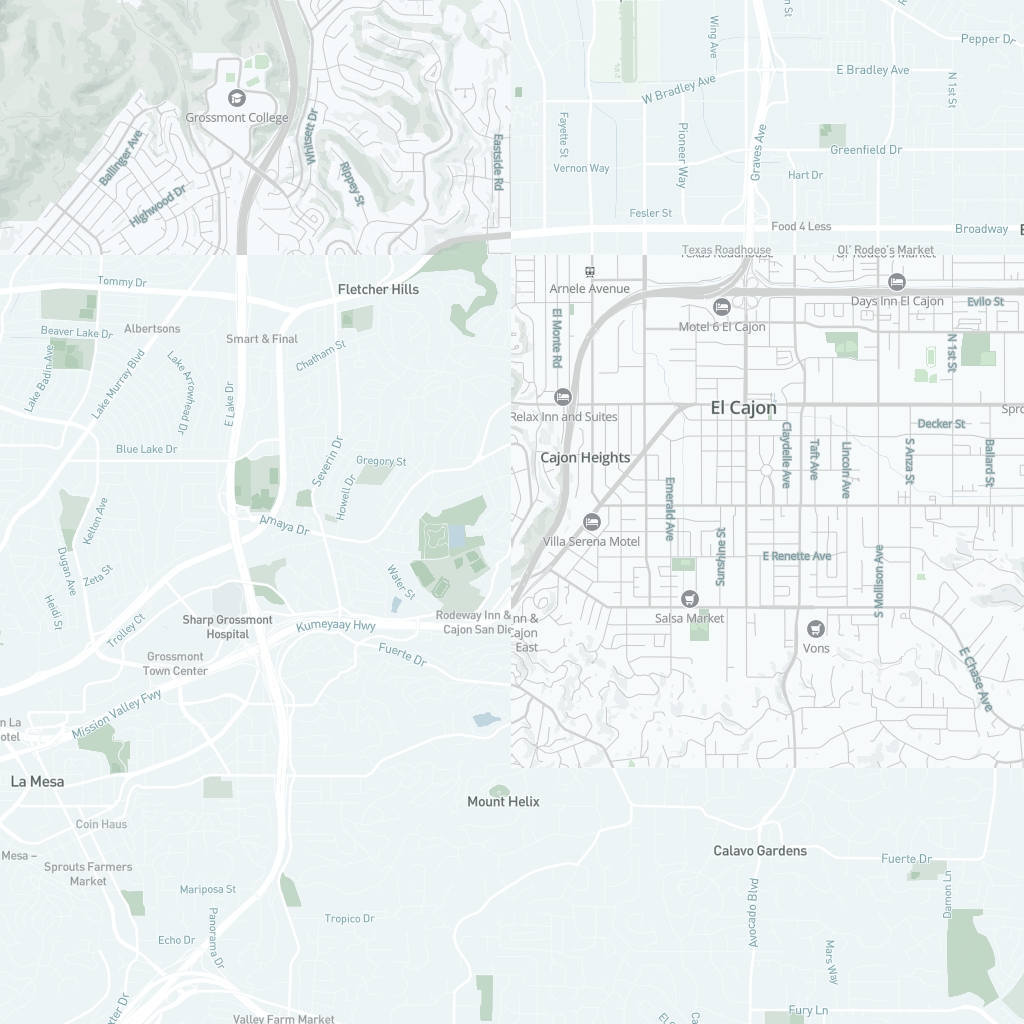 Wing Ave
Pepper Dr
W Bradley Ave
E Bradley Ave
N 1st St
Grossmont College
Whitsett Dr
Ballinger Ave
Highwood Dr
Rippey St
Eastside Rd
Fayette St
Vernon Way
Pioneer Way
Graves Ave
Greenfield Dr
Hart Dr
Fesler St
Food 4 Less
Broadway
Texas Roadhouse
Ol' Rodeo's Market
Tommy Dr
Fletcher Hills
Arnele Avenue
Days Inn El Cajon
Evilo St
Motel 6 El Cajon
El Monte Rd
N 1st St
Beaver Lake Dr
Albertsons
Smart & Final
Chatham St
Lake Badin Ave
Lake Murray Blvd
Lake Arrowhead Dr
E Lake Dr
Relax Inn and Suites
El Cajon
Decker St
Blue Lake Dr
Severin Dr
Gregory St
Howell Dr
Cajon Heights
Claydelle Ave
Taft Ave
Lincoln Ave
S Anza St
Ballard St
Emerald Ave
Kelton Ave
Amaya Dr
Villa Serena Motel
Sunshine St
E Renette Ave
S Mollison Ave
Dugan Ave
Zeta St
Heidi St
Water St
Trolley Ct
Sharp Grossmont
Hospital
Kumeyaay Hwy
Rodeway Inn &
Cajon San Die
nn &
ajon
East
Salsa Market
Vons
Grossmont
Town Center
Fuerte Dr
E Chase Ave
Mission Valley Fwy
n La
otel
La Mesa
Mount Helix
Coin Haus
Mesa –
Sprouts Farmers
Market
Calavo Gardens
Fuerte Dr
Damon Ln
Mariposa St
Panorama Dr
Tropico Dr
Avocado Blvd
Echo Dr
Mars Way
Valley Farm Market
Fury Ln